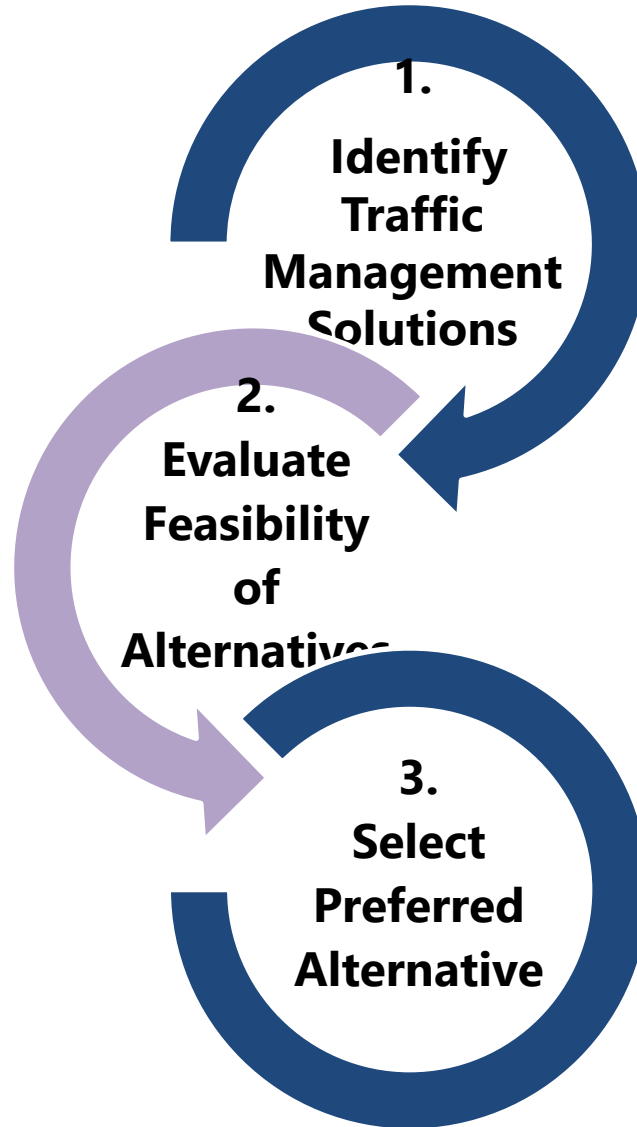 1.
Identify
Traffic
Management
Solutions
2.
Evaluate
Feasibility
of
Alternatives
3.
Select
Preferred
Alternative